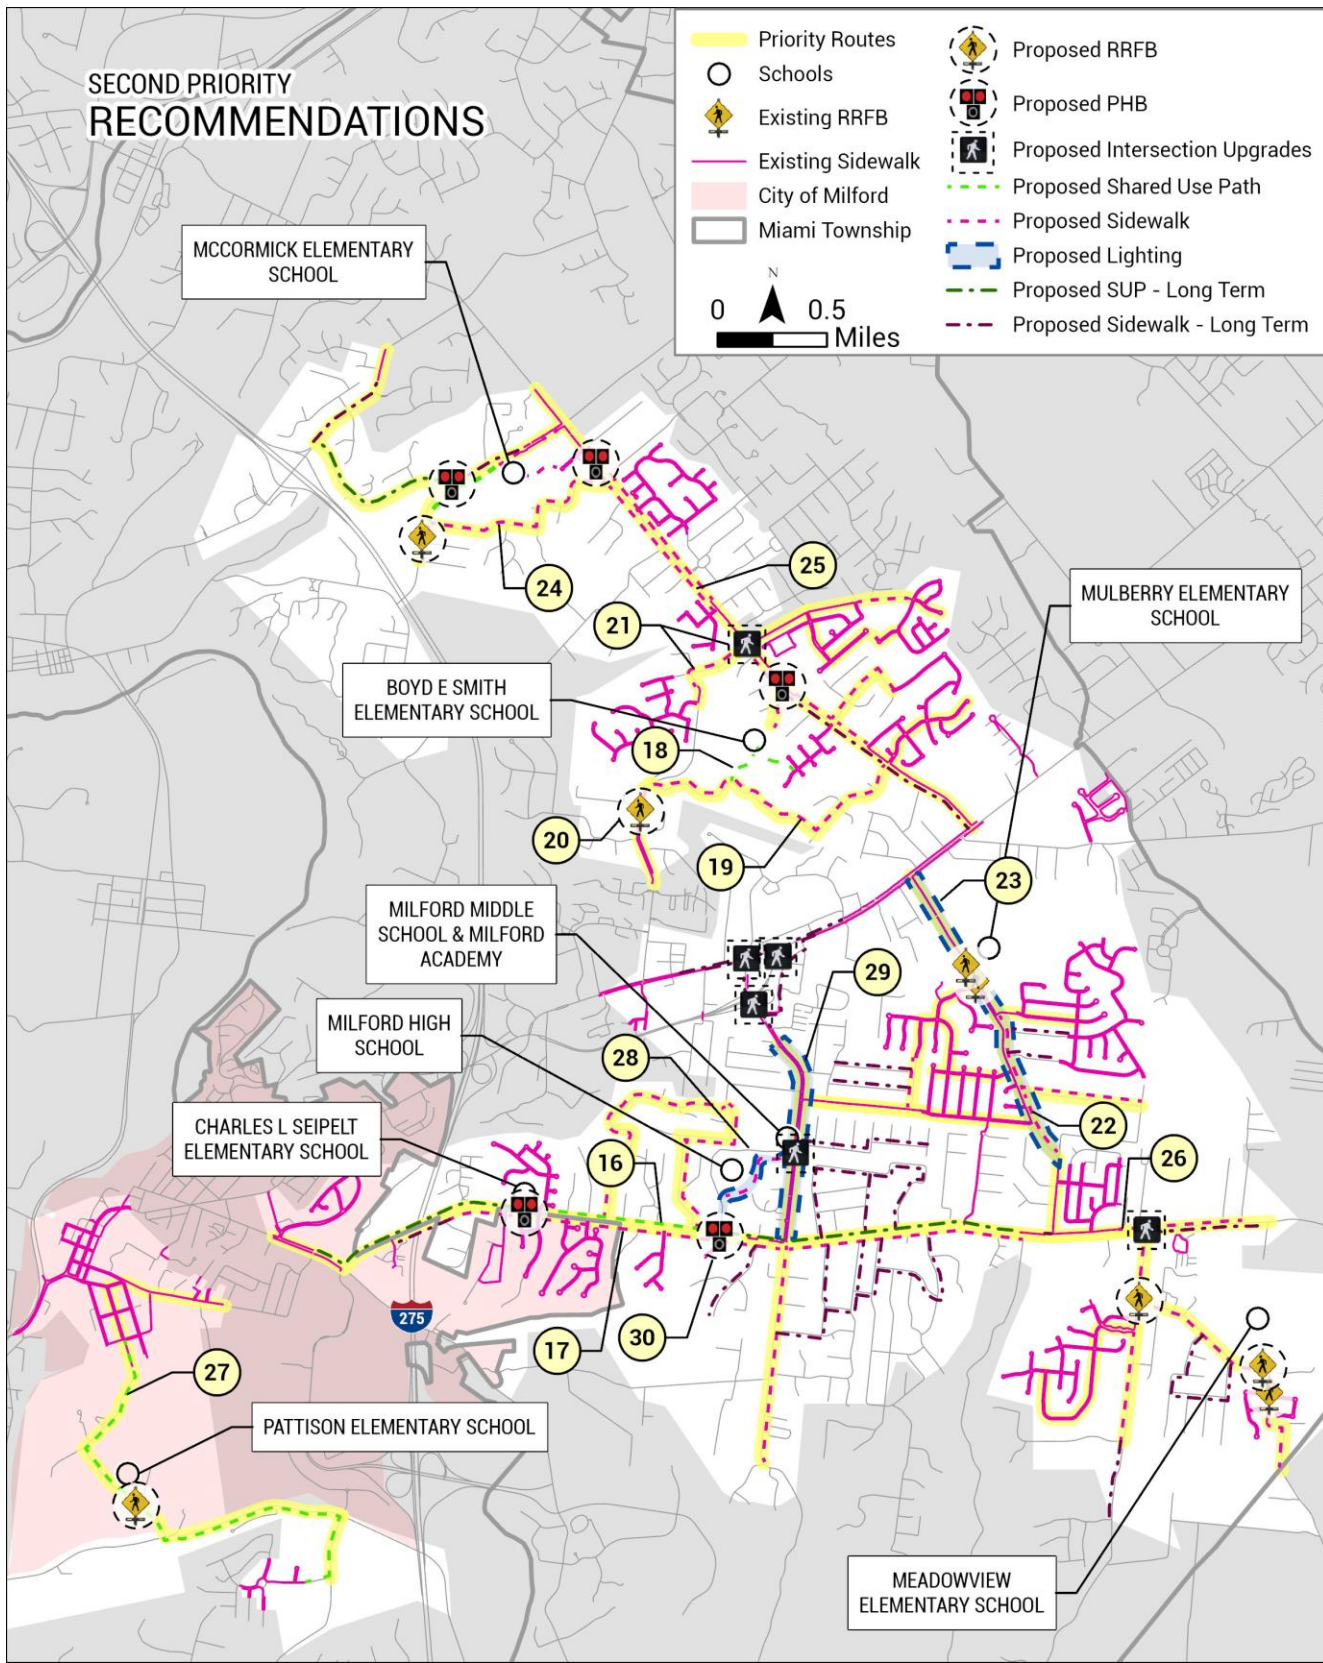 SECOND PRIORITY
RECOMMENDATIONS
Priority Routes
Schools
Existing RRFB
Existing Sidewalk
City of Milford
Miami Township
N
0 0.5
Miles
Proposed RRFB
Proposed PHB
Proposed Intersection Upgrades
Proposed Shared Use Path
Proposed Sidewalk
Proposed Lighting
Proposed SUP - Long Term
Proposed Sidewalk - Long Term
MCCORMICK ELEMENTARY
SCHOOL
24
25
21
MULBERRY ELEMENTARY
SCHOOL
BOYD E SMITH
ELEMENTARY SCHOOL
18
20
19
23
MILFORD MIDDLE
SCHOOL & MILFORD
ACADEMY
29
MILFORD HIGH
SCHOOL
28
CHARLES L SEIPELT
ELEMENTARY SCHOOL
16
22
26
275
17
30
27
PATTISON ELEMENTARY SCHOOL
MEADOWVIEW
ELEMENTARY SCHOOL